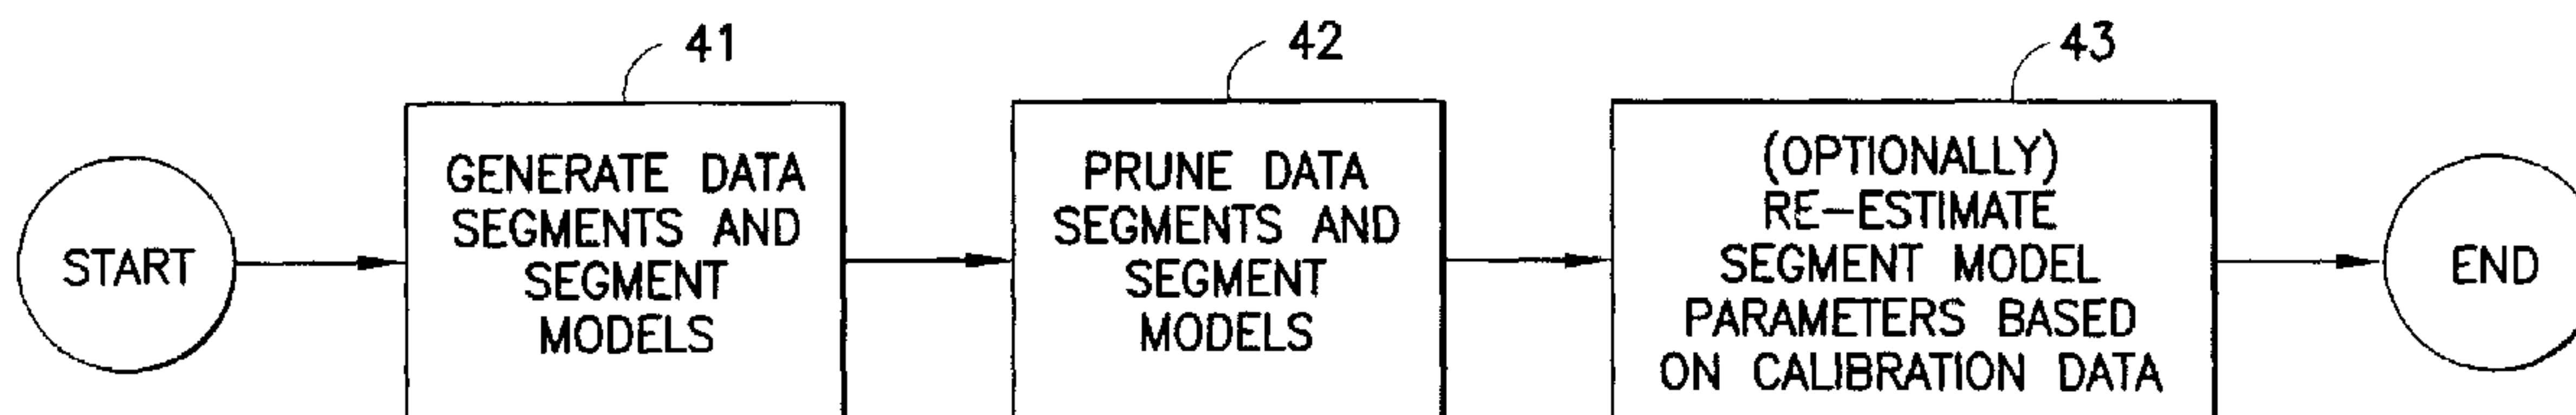 41
42
43
START
GENERATE DATA
SEGMENTS AND
SEGMENT
MODELS
PRUNE DATA
SEGMENTS AND
SEGMENT
MODELS
(OPTIONALLY)
RE-ESTIMATE
SEGMENT MODEL
PARAMETERS BASED
ON CALIBRATION DATA
END